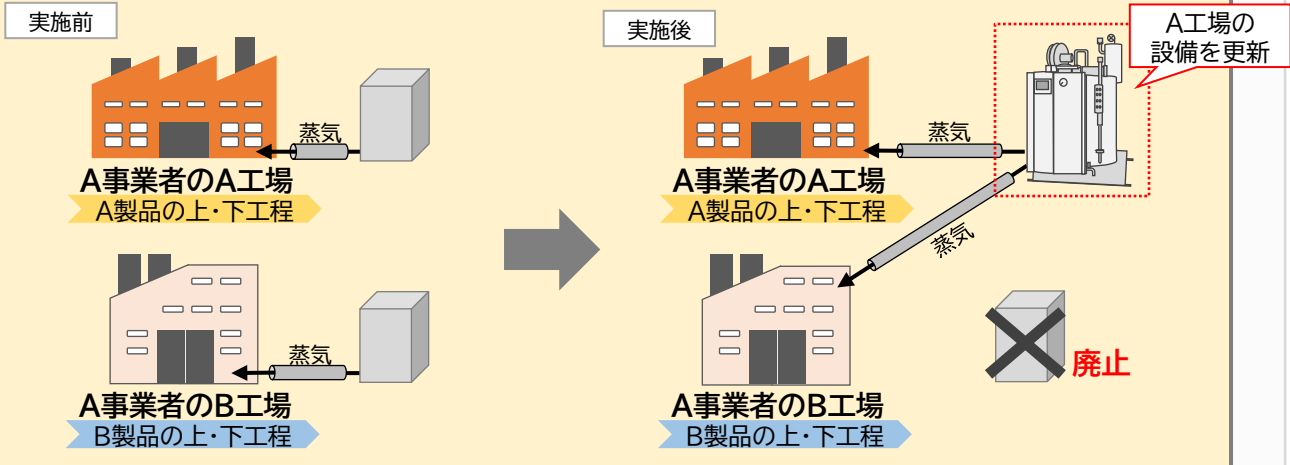 実施前
蒸気
A事業者のA工場
A製品の上・下工程
蒸気
A事業者のB工場
B製品の上・下工程
実施後
A工場の
設備を更新
蒸気
A事業者のA工場
A製品の上・下工程
蒸気
廃止
A事業者のB工場
B製品の上・下工程